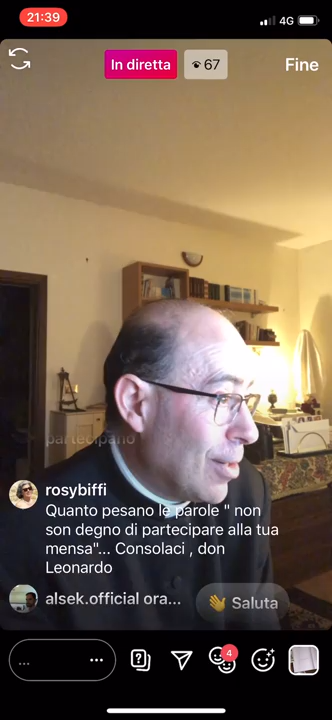 21:39
4G
In diretta
67
Fine
partecipano
rosybiffi
Quanto pesano le parole " non
son degno di partecipare alla tua
mensa"... Consolaci , don
Leonardo
alsek.official ora...
👋 Saluta
...
4